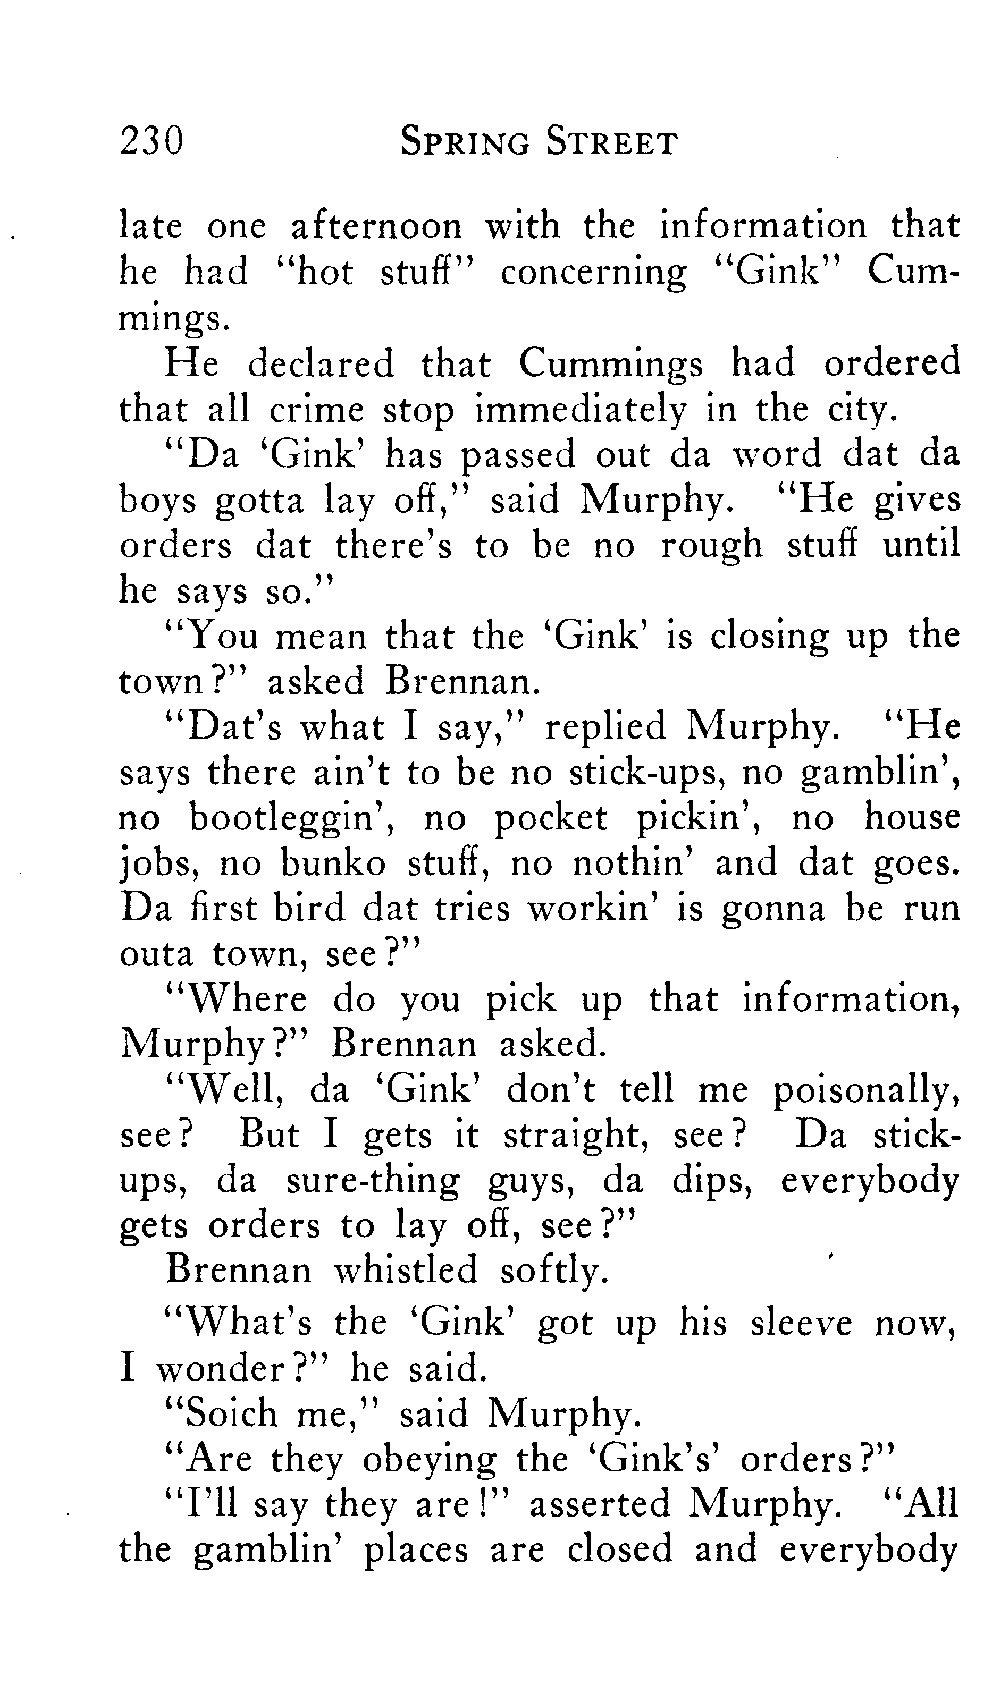 230 SPRING STREET
late one afternoon with the information that
he had “hot stuff” concerning “Gink” Cum-
mings.
He declared that Cummings had ordered
that all crime stop immediately in the city.
“Da ‘Gink’ has passed out da word dat da
boys gotta lay off,” said Murphy. “He gives
orders dat there’s to be no rough stuff until
he says so.”
“You mean that the ‘Gink’ is closing up the
town?” asked Brennan.
“Dat’s what I say,” replied Murphy. “He
says there ain’t to be no stick-ups, no gamblin’,
no bootleggin’, no pocket pickin’, no house
jobs, no bunko stuff, no nothin’ and dat goes.
Da first bird dat tries workin’ is gonna be run
outa town, see?”
“Where do you pick up that information,
Murphy?” Brennan asked.
“Well, da ‘Gink’ don’t tell me poisonally,
see? But I gets it straight, see? Da stick-
ups, da sure-thing guys, da dips, everybody
gets orders to lay off, see?”
Brennan whistled softly.
“What’s the ‘Gink’ got up his sleeve now,
I wonder?” he said.
“Soich me,” said Murphy.
“Are they obeying the ‘Gink’s’ orders?”
“I’ll say they are!” asserted Murphy. “All
the gamblin’ places are closed and everybody